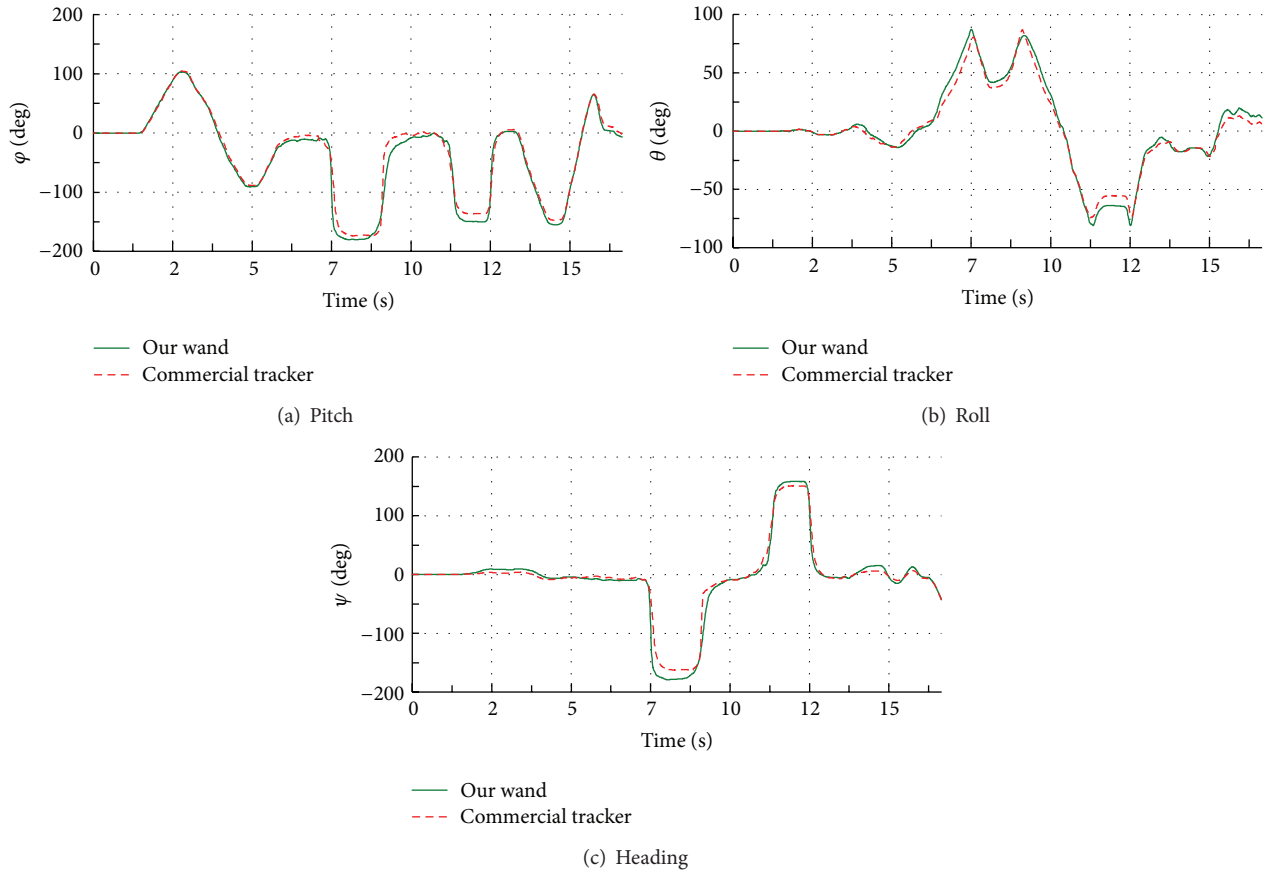 200
100
0
−100
−200
φ (deg)
0 2 5 7 10 12 15
Time (s)
Our wand
Commercial tracker
(a) Pitch
100
50
0
−50
−100
θ (deg)
0 2 5 7 10 12 15
Time (s)
Our wand
Commercial tracker
(b) Roll
200
100
0
−100
−200
ψ (deg)
0 2 5 7 10 12 15
Time (s)
Our wand
Commercial tracker
(c) Heading